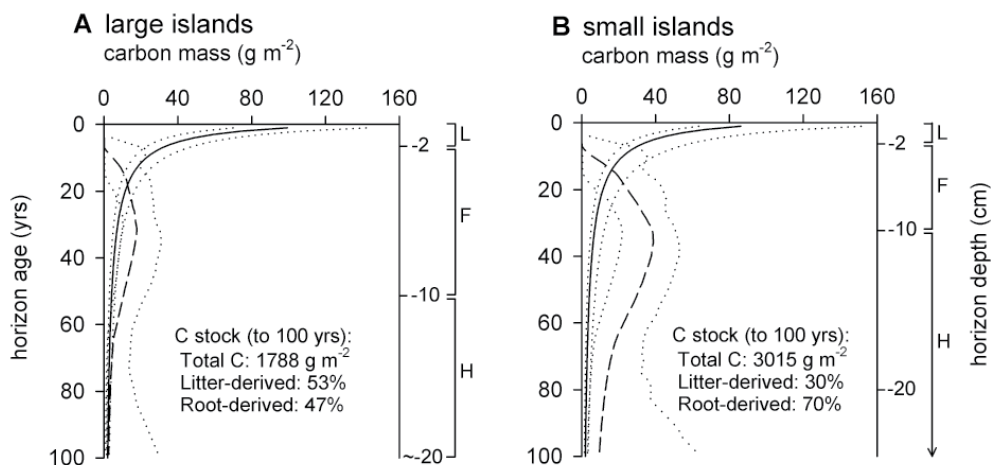 A large islands
carbon mass (g m-2)
0 40 80 120 160
0
20
40
60
80
100
horizon age (yrs)
L
-2
F
-10
H
~-20
C stock (to 100 yrs):
Total C: 1788 g m-2
Litter-derived: 53%
Root-derived: 47%
B small islands
carbon mass (g m-2)
0 40 80 120 160
0
20
40
60
80
100
L
-2
F
-10
H
-20
horizon depth (cm)
C stock (to 100 yrs):
Total C: 3015 g m-2
Litter-derived: 30%
Root-derived: 70%